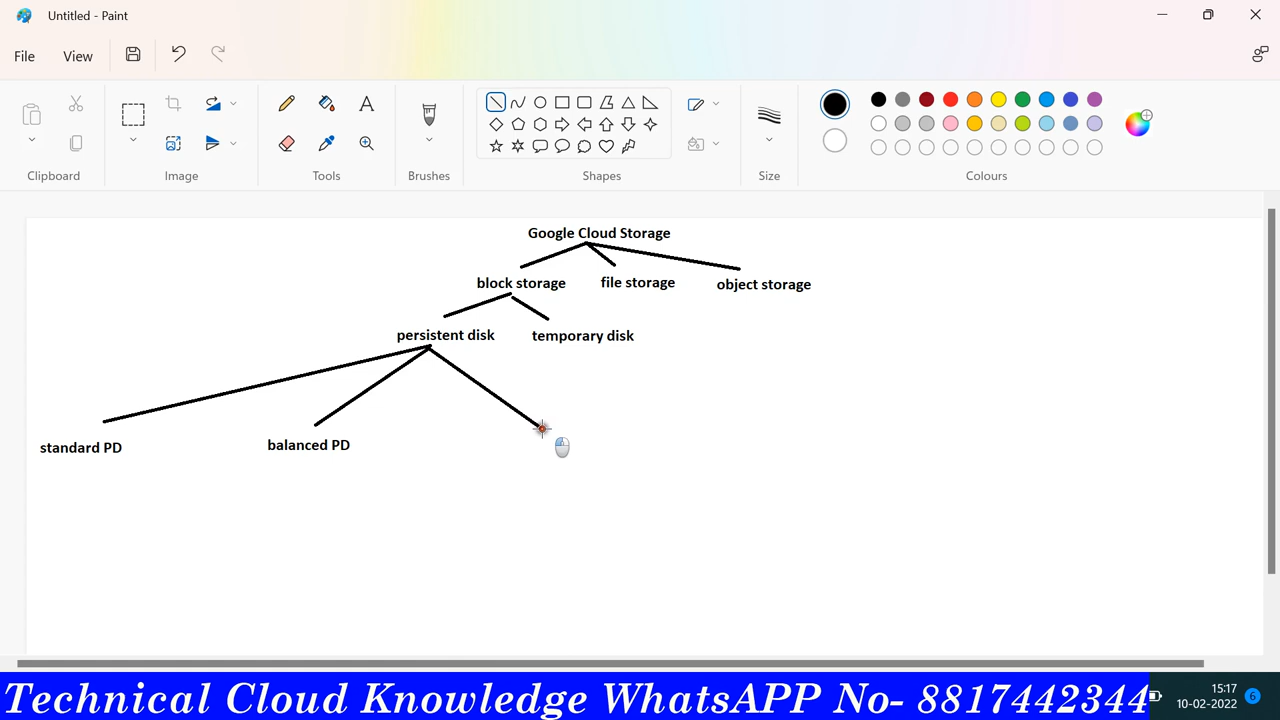 Untitled - Paint
File View
Clipboard Image Tools Brushes Shapes Size Colours
Google Cloud Storage
block storage file storage object storage
persistent disk temporary disk
standard PD balanced PD
Technical Cloud Knowledge WhatsAPP No- 8817442344
15:17
10-02-2022
6